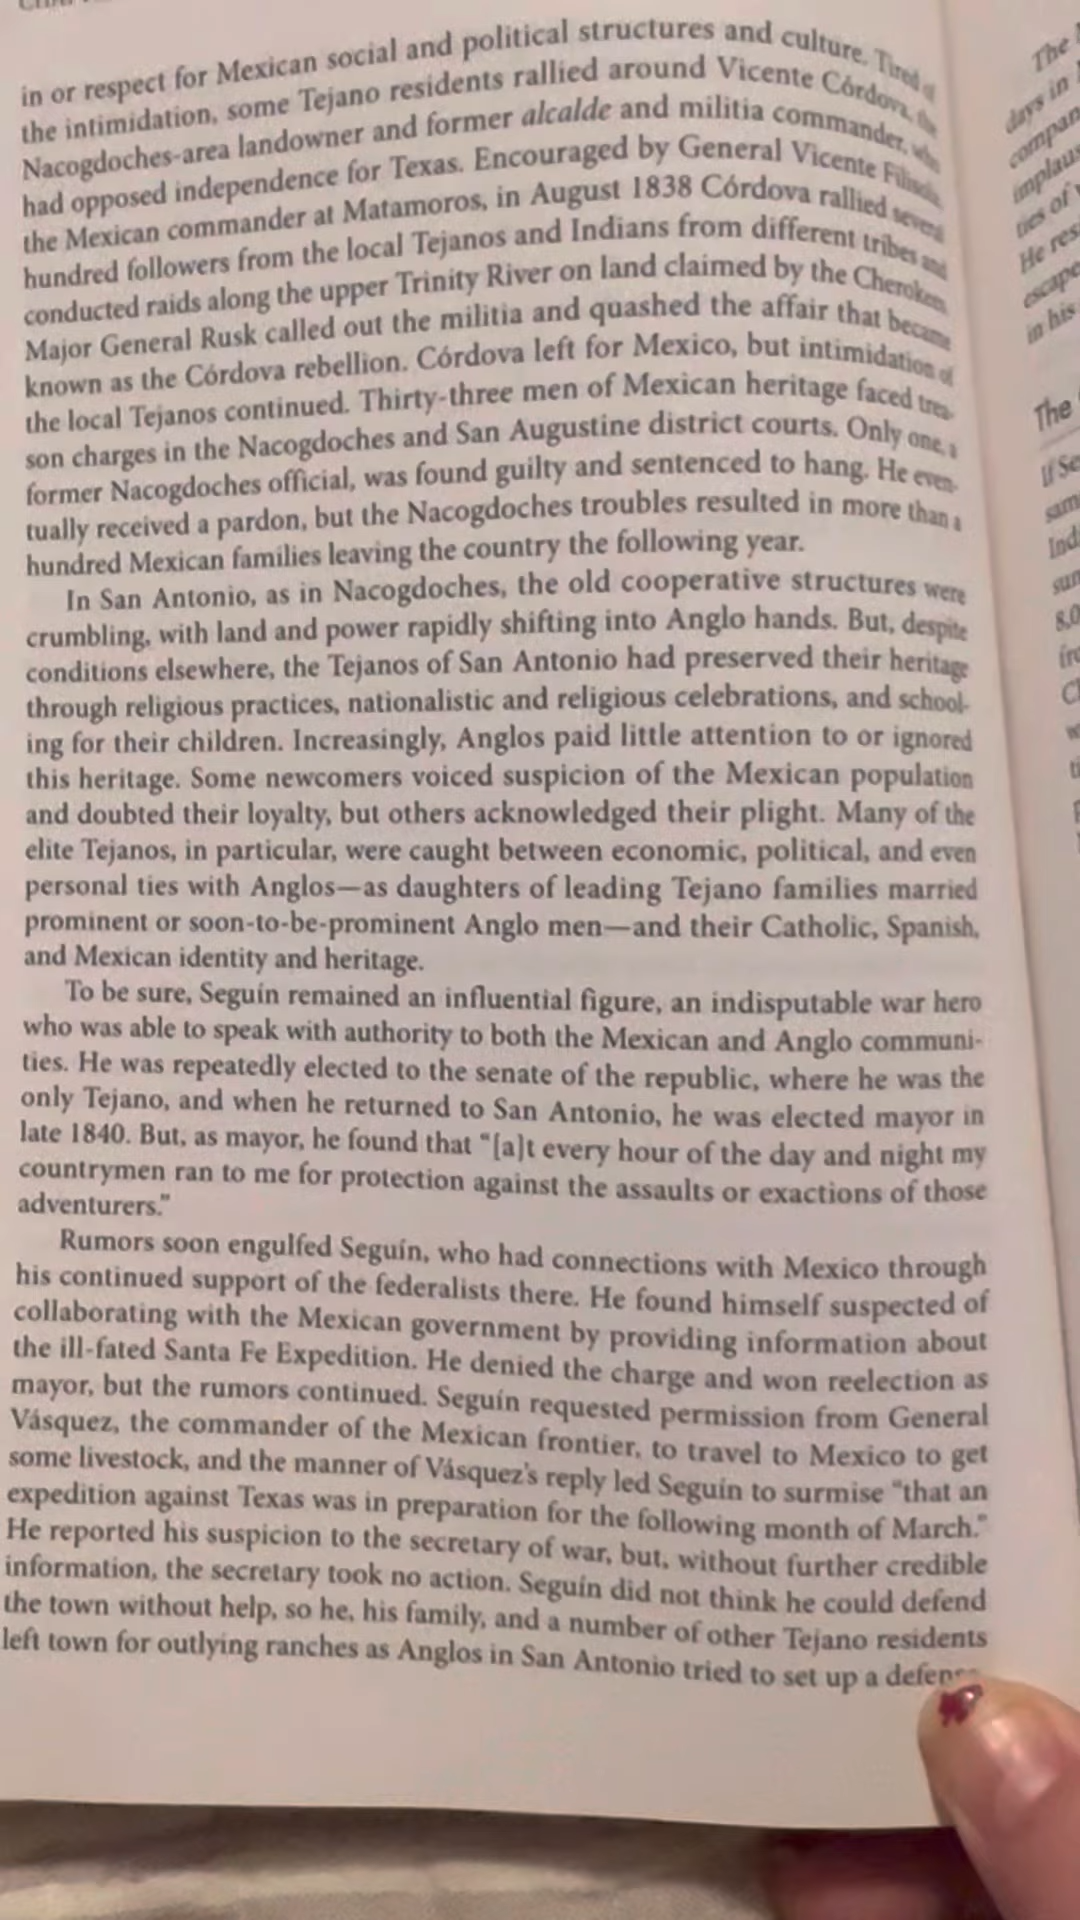 in or respect for Mexican social and political structures and culture. Tired of
the intimidation, some Tejano residents rallied around Vicente Córdova, the
Nacogdoches-area landowner and former alcalde and militia commander, who
had opposed independence for Texas. Encouraged by General Vicente Filisola,
the Mexican commander at Matamoros, in August 1838 Córdova rallied several
hundred followers from the local Tejanos and Indians from different tribes and
conducted raids along the upper Trinity River on land claimed by the Cherokees.
Major General Rusk called out the militia and quashed the affair that became
known as the Córdova rebellion. Córdova left for Mexico, but intimidation of
the local Tejanos continued. Thirty-three men of Mexican heritage faced trea-
son charges in the Nacogdoches and San Augustine district courts. Only one, a
former Nacogdoches official, was found guilty and sentenced to hang. He even-
tually received a pardon, but the Nacogdoches troubles resulted in more than a
hundred Mexican families leaving the country the following year.
In San Antonio, as in Nacogdoches, the old cooperative structures were
crumbling, with land and power rapidly shifting into Anglo hands. But, despite
conditions elsewhere, the Tejanos of San Antonio had preserved their heritage
through religious practices, nationalistic and religious celebrations, and school-
ing for their children. Increasingly, Anglos paid little attention to or ignored
this heritage. Some newcomers voiced suspicion of the Mexican population
and doubted their loyalty, but others acknowledged their plight. Many of the
elite Tejanos, in particular, were caught between economic, political, and even
personal ties with Anglos—as daughters of leading Tejano families married
prominent or soon-to-be-prominent Anglo men—and their Catholic, Spanish,
and Mexican identity and heritage.
To be sure, Seguín remained an influential figure, an indisputable war hero
who was able to speak with authority to both the Mexican and Anglo communi-
ties. He was repeatedly elected to the senate of the republic, where he was the
only Tejano, and when he returned to San Antonio, he was elected mayor in
late 1840. But, as mayor, he found that "[a]t every hour of the day and night my
countrymen ran to me for protection against the assaults or exactions of those
adventurers."
Rumors soon engulfed Seguín, who had connections with Mexico through
his continued support of the federalists there. He found himself suspected of
collaborating with the Mexican government by providing information about
the ill-fated Santa Fe Expedition. He denied the charge and won reelection as
mayor, but the rumors continued. Seguín requested permission from General
Vásquez, the commander of the Mexican frontier, to travel to Mexico to get
some livestock, and the manner of Vásquez's reply led Seguín to surmise "that an
expedition against Texas was in preparation for the following month of March."
He reported his suspicion to the secretary of war, but, without further credible
information, the secretary took no action. Seguín did not think he could defend
the town without help, so he, his family, and a number of other Tejano residents
left town for outlying ranches as Anglos in San Antonio tried to set up a
The
days in
ties of
He
in his
The
If